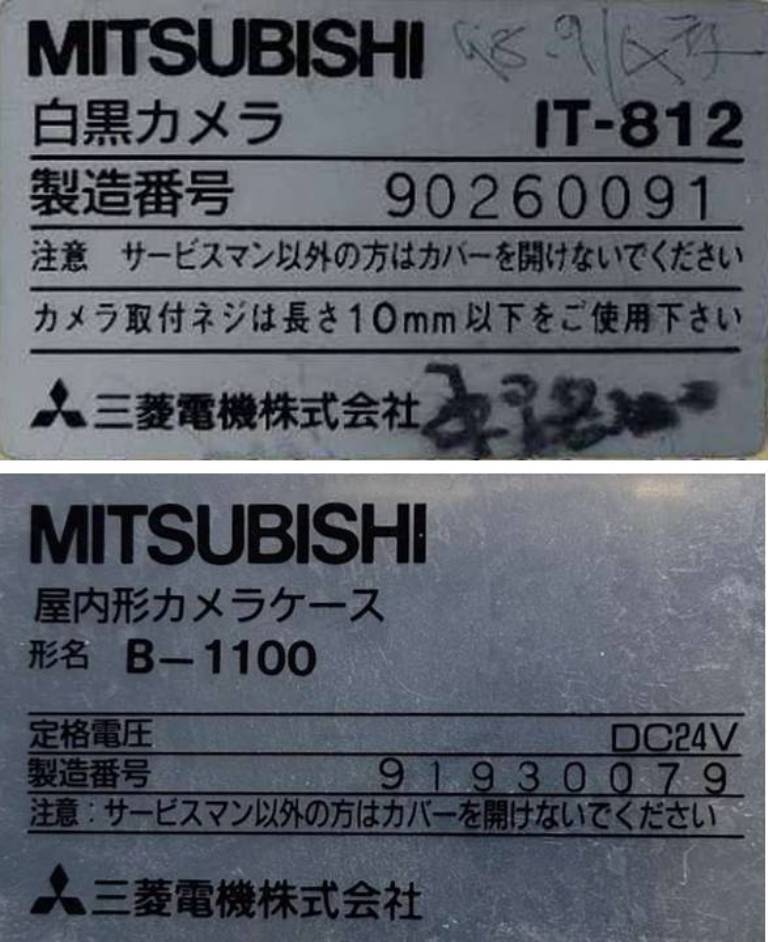 MITSUBISHI
白黒カメラ IT-812
製造番号 90260091
注意 サービスマン以外の方はカバーを開けないでください
カメラ取付ネジは長さ10mm以下をご使用下さい
三菱電機株式会社
MITSUBISHI
屋内形カメラケース
形名 B-1100
定格電圧 DC24V
製造番号 91930079
注意:サービスマン以外の方はカバーを開けないでください
三菱電機株式会社